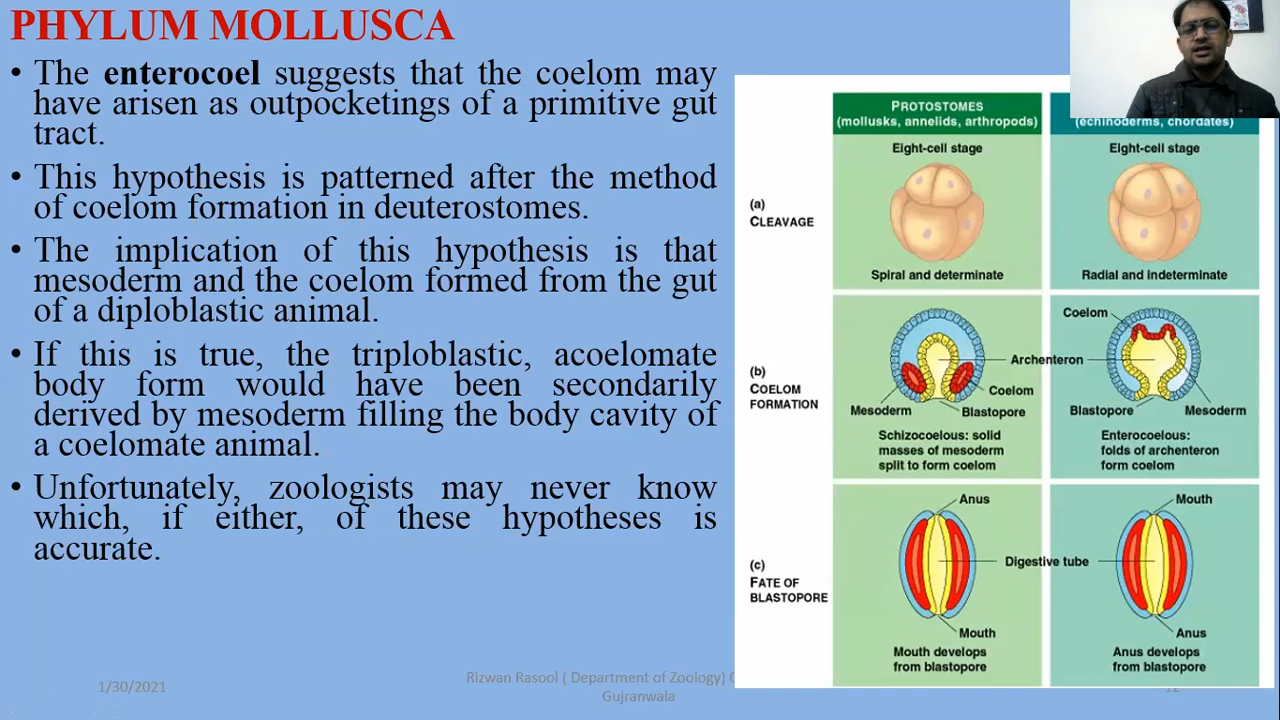 PHYLUM MOLLUSCA
• The enterocoel suggests that the coelom may
have arisen as outpocketings of a primitive gut
tract.
• This hypothesis is patterned after the method
of coelom formation in deuterostomes.
• The implication of this hypothesis is that
mesoderm and the coelom formed from the gut
of a diploblastic animal.
• If this is true, the triploblastic, acoelomate
body form would have been secondarily
derived by mesoderm filling the body cavity of
a coelomate animal.
• Unfortunately, zoologists may never know
which, if either, of these hypotheses is
accurate.
PROTOSTOMES
(mollusks, annelids, arthropods)
(echinoderms, chordates)
Eight-cell stage
Eight-cell stage
(a)
CLEAVAGE
Spiral and determinate
Radial and indeterminate
Coelom
Archenteron
(b)
COELOM
FORMATION
Coelom
Mesoderm
Blastopore
Blastopore
Mesoderm
Schizocoelous: solid
masses of mesoderm
split to form coelom
Enterocoelous:
folds of archenteron
form coelom
Anus
Mouth
Digestive tube
(c)
FATE OF
BLASTOPORE
Mouth
Anus
Mouth develops
from blastopore
Anus develops
from blastopore
1/30/2021
Rizwan Rasool ( Department of Zoology)
Gujranwala
12